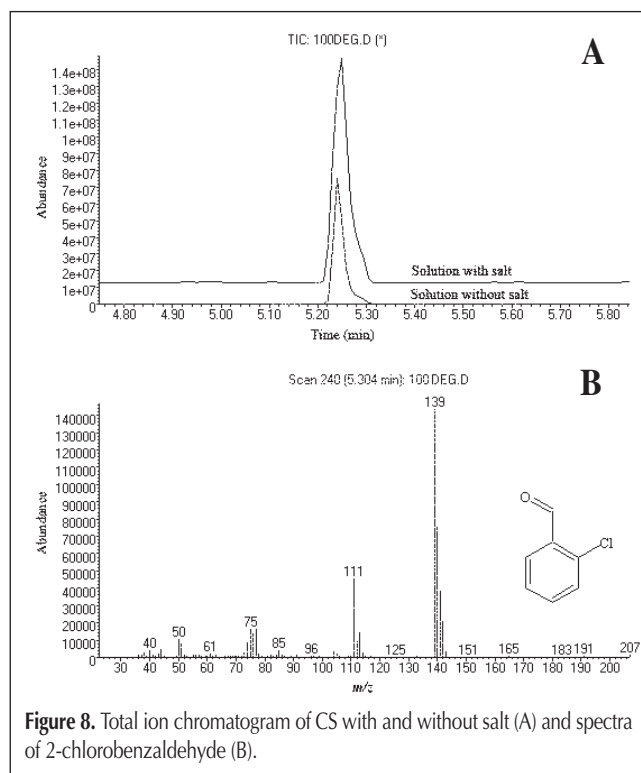 A
TIC: 100DEG.D (*)
Abundance
1.4e+08
1.3e+08
1.2e+08
1.1e+08
1e+08
9e+07
8e+07
7e+07
6e+07
5e+07
4e+07
3e+07
2e+07
1e+07
0
Solution with salt
Solution without salt
4.80 4.90 5.00 5.10 5.20 5.30 5.40 5.50 5.60 5.70 5.80
Time (min)
B
Scan 240 (5.304 min): 100DEG.D
Abundance
140000
130000
120000
110000
100000
90000
80000
70000
60000
50000
40000
30000
20000
10000
0
40
50
61
75
85
96
111
125
139
151
165
183
191
207
O
Cl
30 40 50 60 70 80 90 100 110 120 130 140 150 160 170 180 190 200
m/z
Figure 8. Total ion chromatogram of CS with and without salt (A) and spectra
of 2-chlorobenzaldehyde (B).